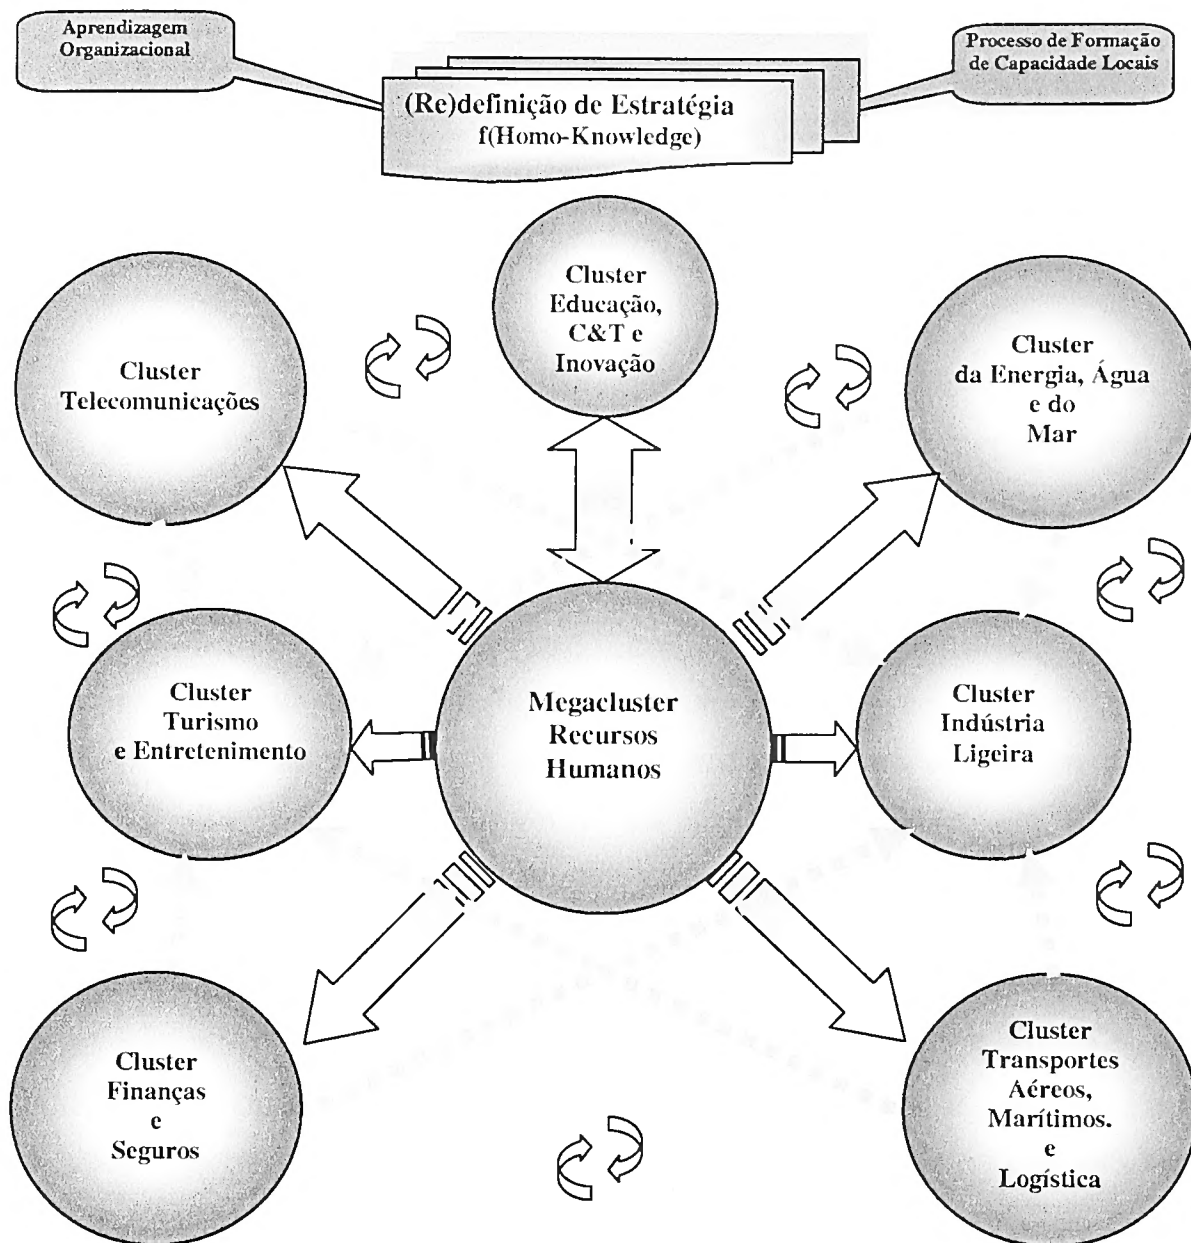 Aprendizagem
Organizacional
Processo de Formação
de Capacidade Locais
(Re)definição de Estratégia
f(Homo-Knowledge)
Cluster
Educação,
C&T e
Inovação
Cluster
Telecomunicações
Cluster
da Energia, Água
e do
Mar
Cluster
Turismo
e Entretenimento
Megacluster
Recursos
Humanos
Cluster
Indústria
Ligeira
Cluster
Finanças
e
Seguros
Cluster
Transportes
Aéreos,
Marítimos.
e
Logística